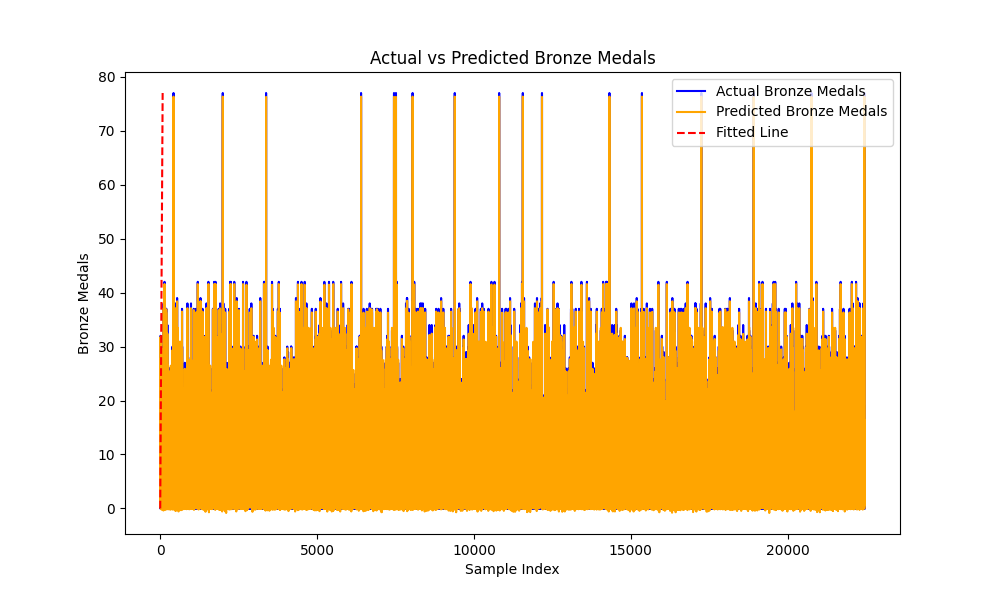 Actual vs Predicted Bronze Medals
Actual Bronze Medals
Predicted Bronze Medals
Fitted Line
80
70
60
50
40
30
20
10
0
Bronze Medals
0 5000 10000 15000 20000
Sample Index